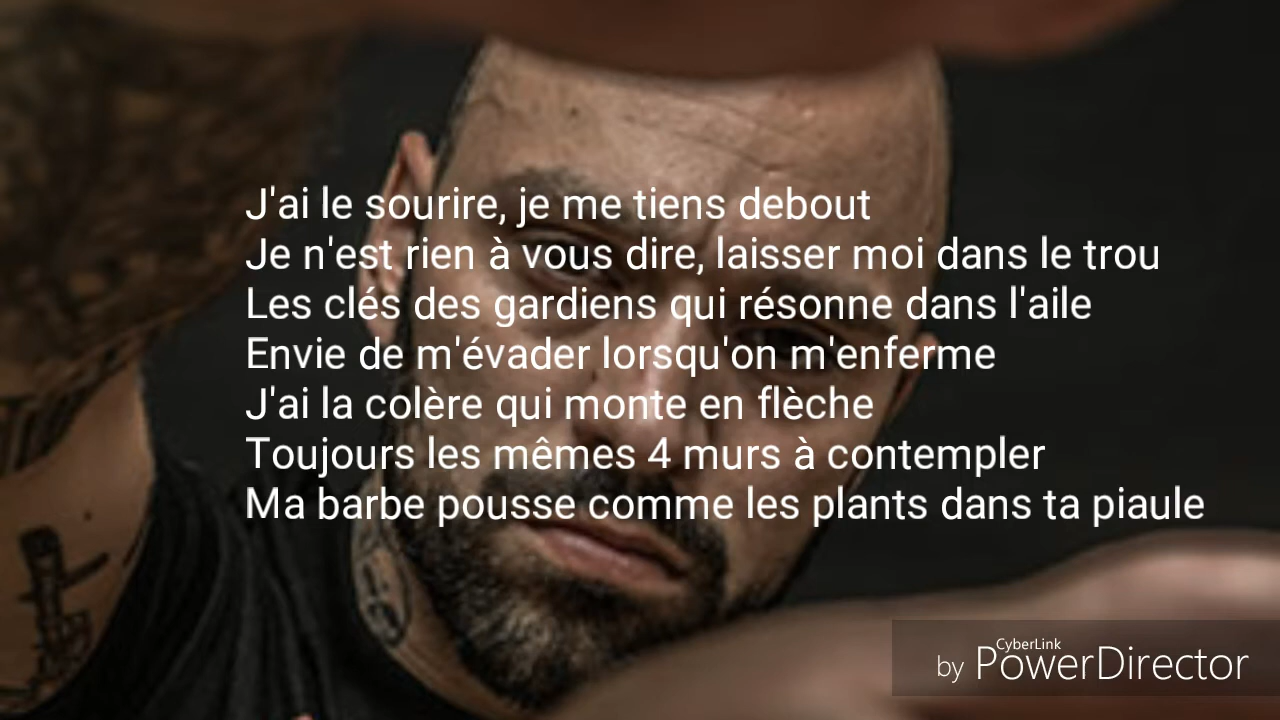 J'ai le sourire, je me tiens debout
Je n'est rien à vous dire, laisser moi dans le trou
Les clés des gardiens qui résonne dans l'aile
Envie de m'évader lorsqu'on m'enferme
J'ai la colère qui monte en flèche
Toujours les mêmes 4 murs à contempler
Ma barbe pousse comme les plants dans ta piaule
CyberLink
by PowerDirector